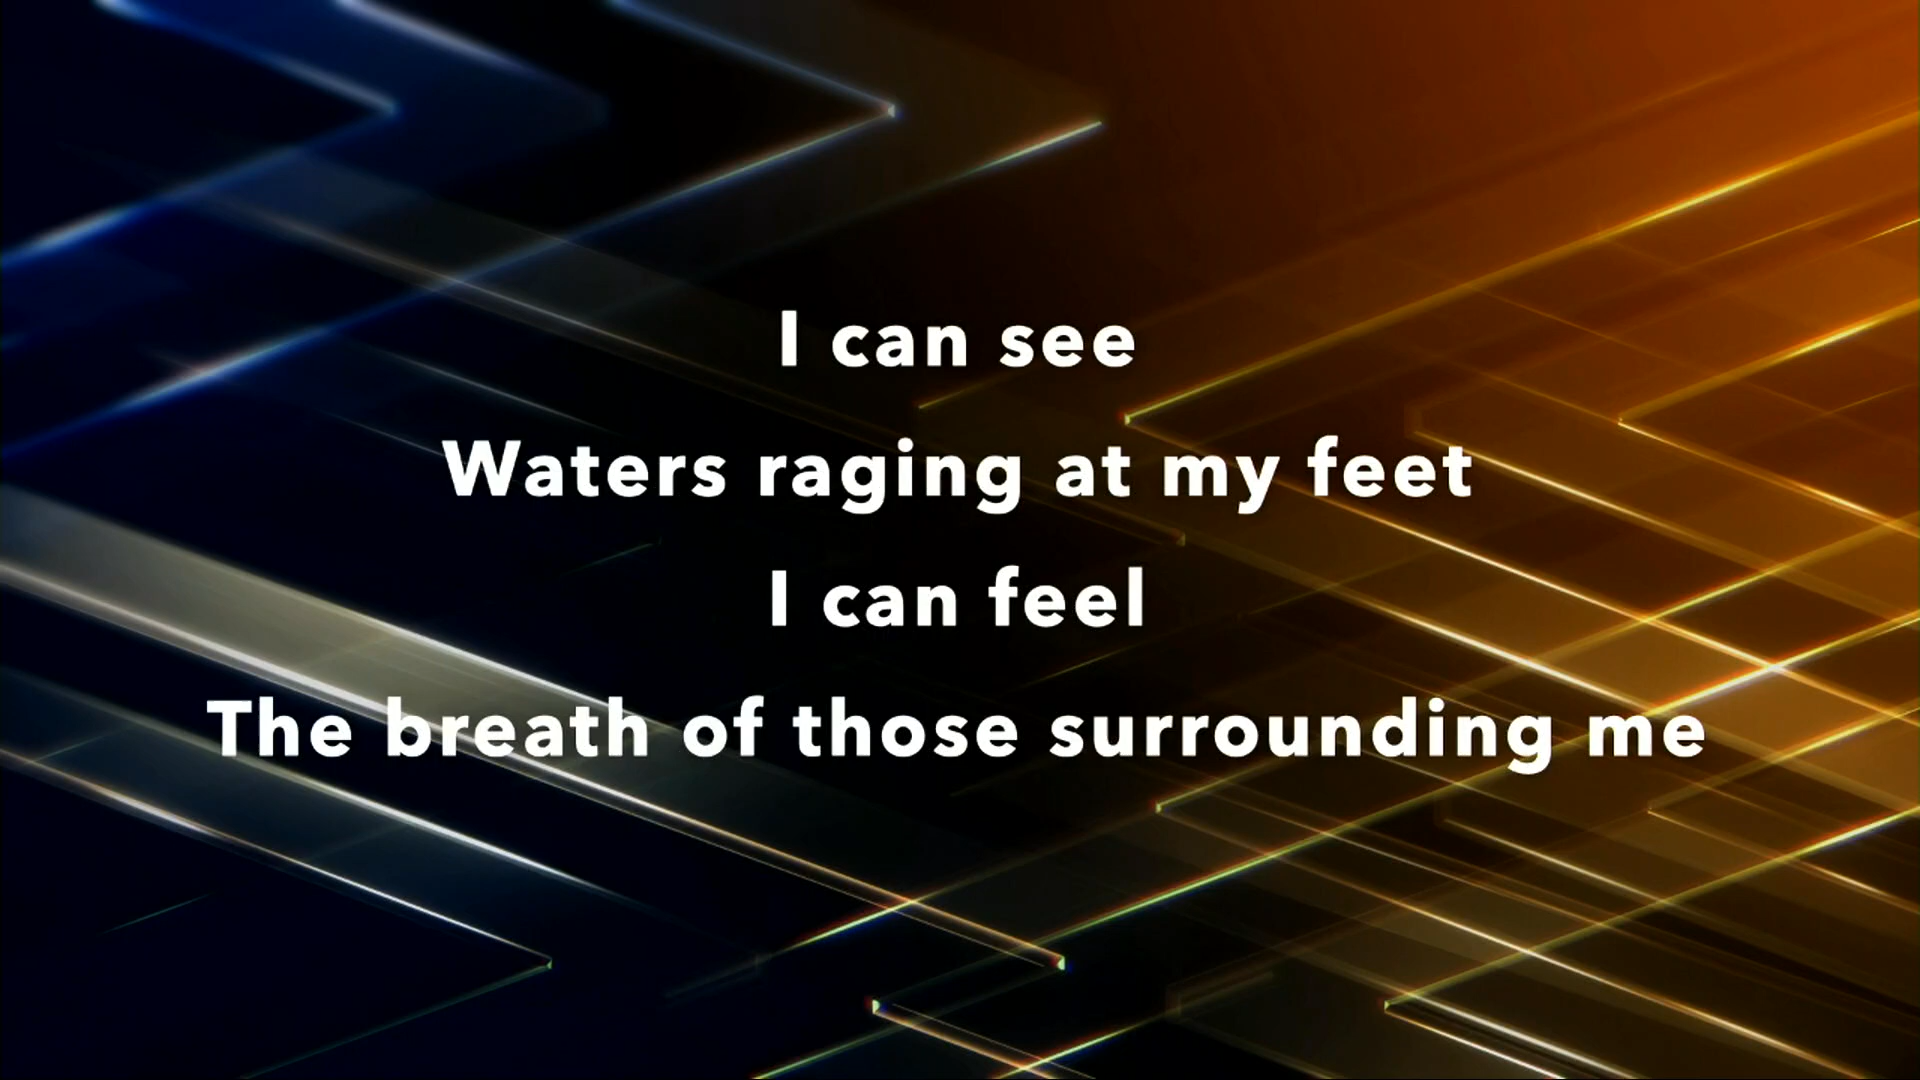 I can see
Waters raging at my feet
I can feel
The breath of those surrounding me